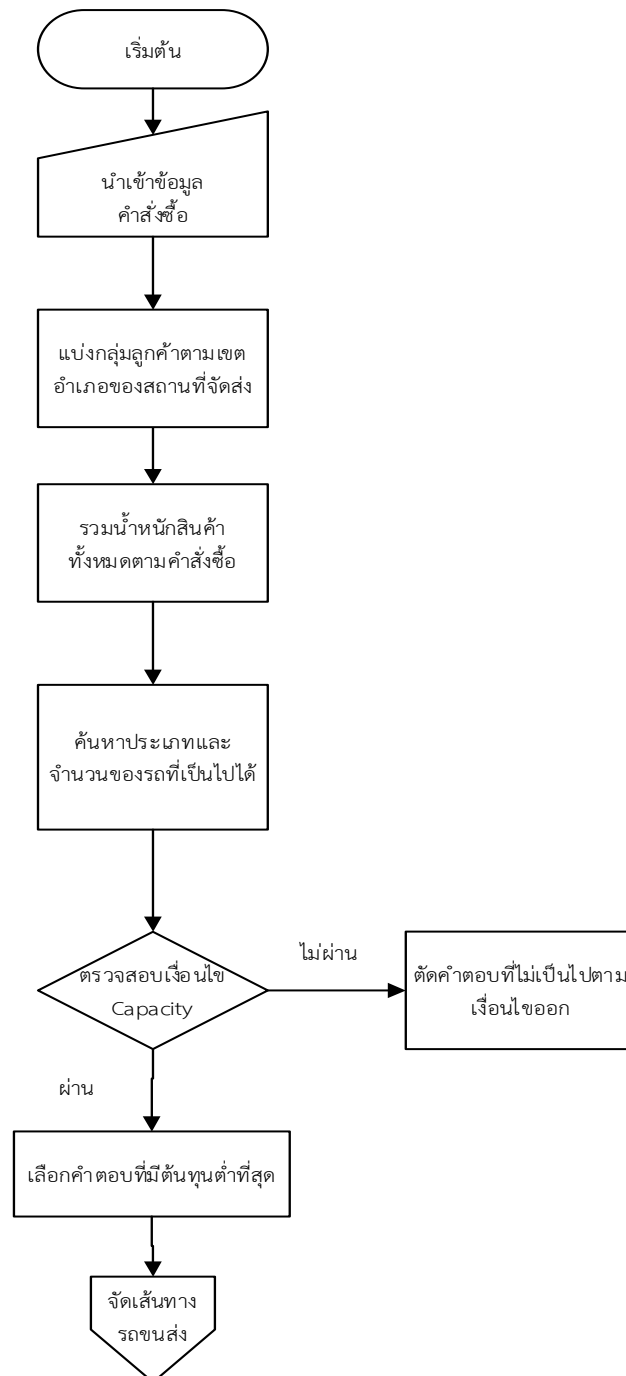 เริ่มต้น
นำเข้าข้อมูล
คำสั่งซื้อ
แบ่งกลุ่มลูกค้าตามเขต
อำเภอของสถานที่จัดส่ง
รวมน้ำหนักสินค้า
ทั้งหมดตามคำสั่งซื้อ
ค้นหาประเภทและ
จำนวนของรถที่เป็นไปได้
ตรวจสอบเงื่อนไข
Capacity
ไม่ผ่าน
ตัดคำตอบที่ไม่เป็นไปตาม
เงื่อนไขออก
ผ่าน
เลือกคำตอบที่มีต้นทุนต่ำที่สุด
จัดเส้นทาง
รถขนส่ง